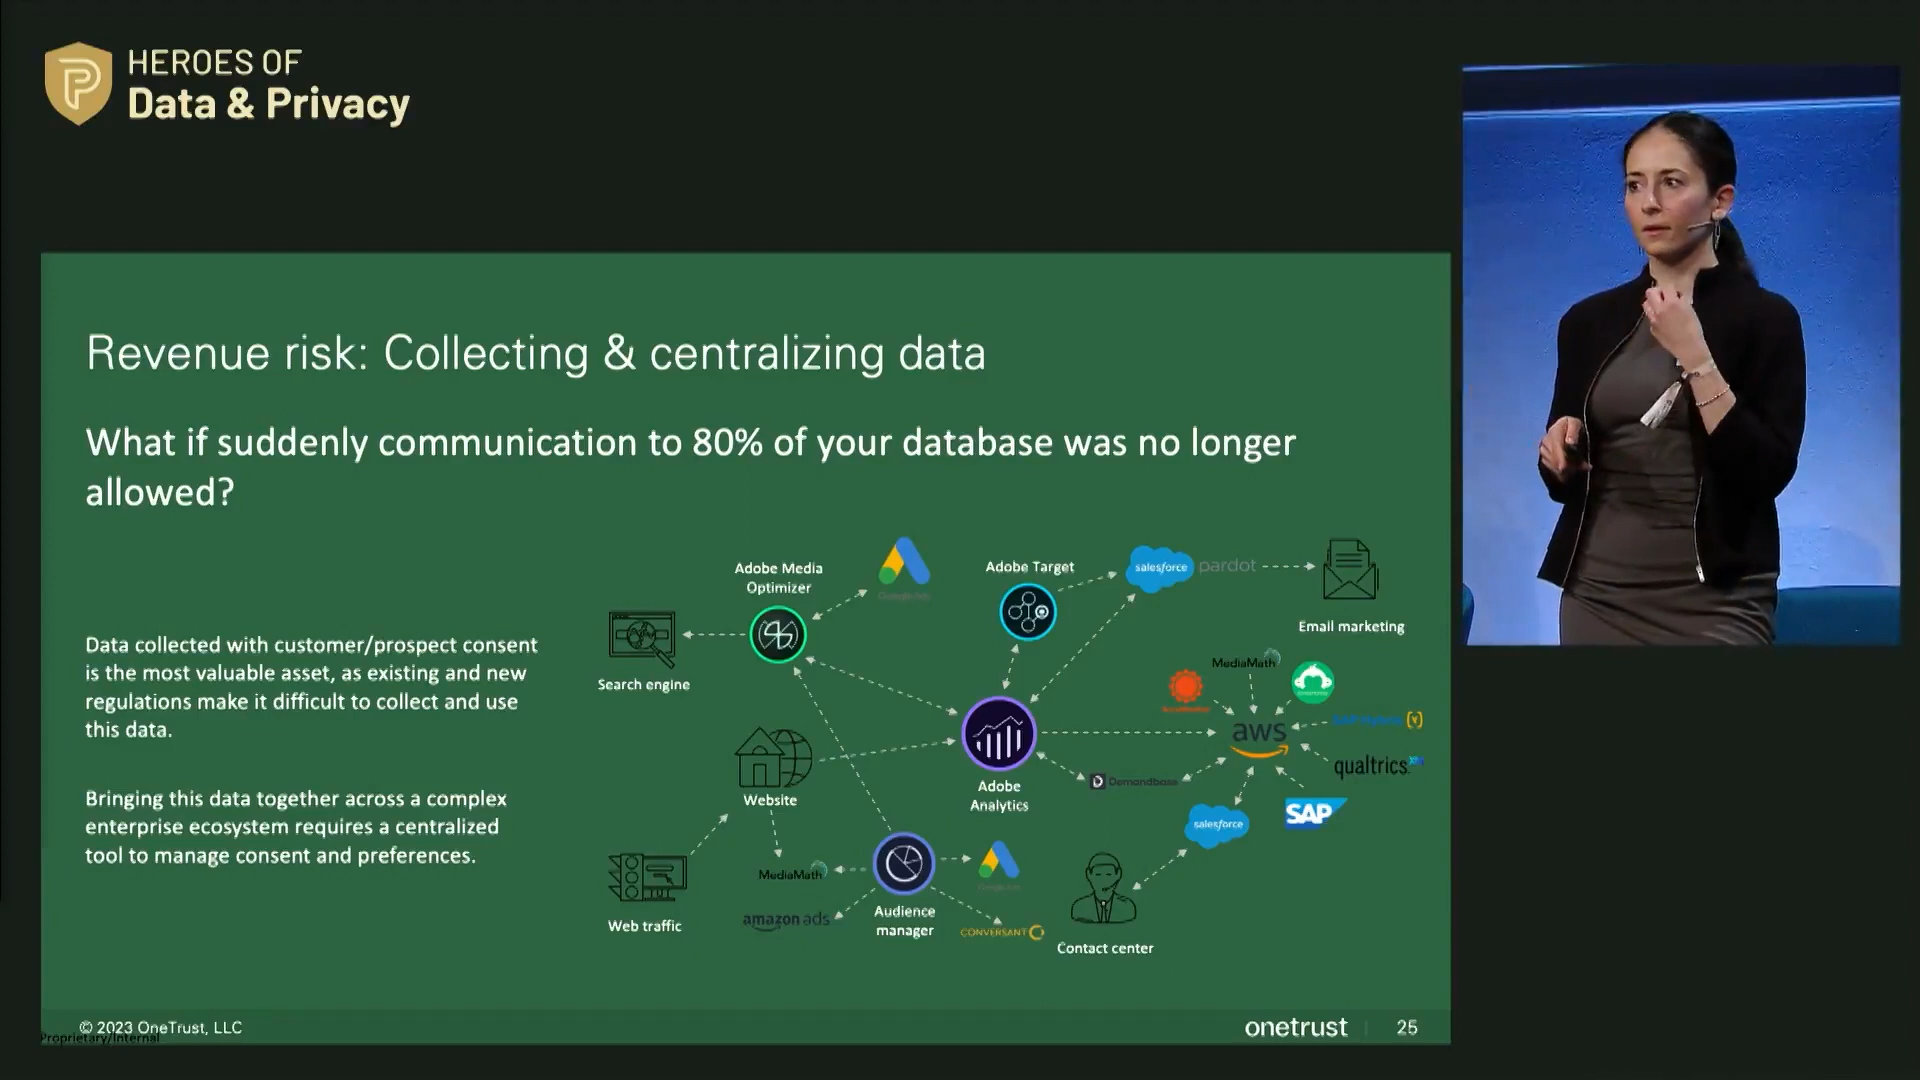 HEROES OF
Data & Privacy
Revenue risk: Collecting & centralizing data
What if suddenly communication to 80% of your database was no longer
allowed?
Data collected with customer/prospect consent
is the most valuable asset, as existing and new
regulations make it difficult to collect and use
this data.
Bringing this data together across a complex
enterprise ecosystem requires a centralized
tool to manage consent and preferences.
Adobe Media
Optimizer
Adobe Target
salesforce pardot
Email marketing
Search engine
MediaMath
aws
qualtrics XM
Demandbase
SAP
salesforce
Adobe
Analytics
Website
MediaMath
amazon ads
Audience
manager
CONVERSANT
Web traffic
Contact center
© 2023 OneTrust, LLC
Proprietary/Internal
onetrust
25